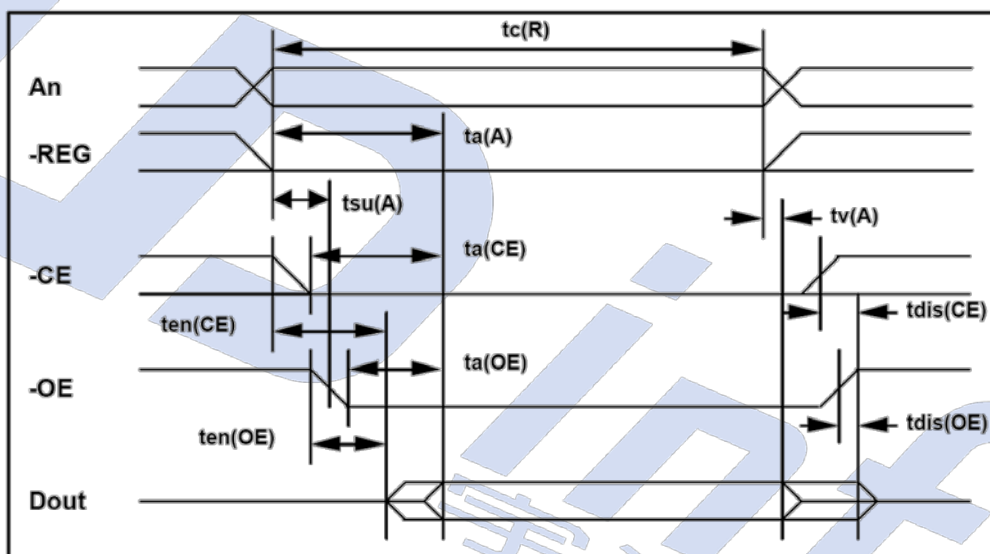 tc(R)
An
ta(A)
-REG
tsu(A)
tv(A)
ta(CE)
-CE
ten(CE)
tdis(CE)
ta(OE)
-OE
tdis(OE)
ten(OE)
Dout